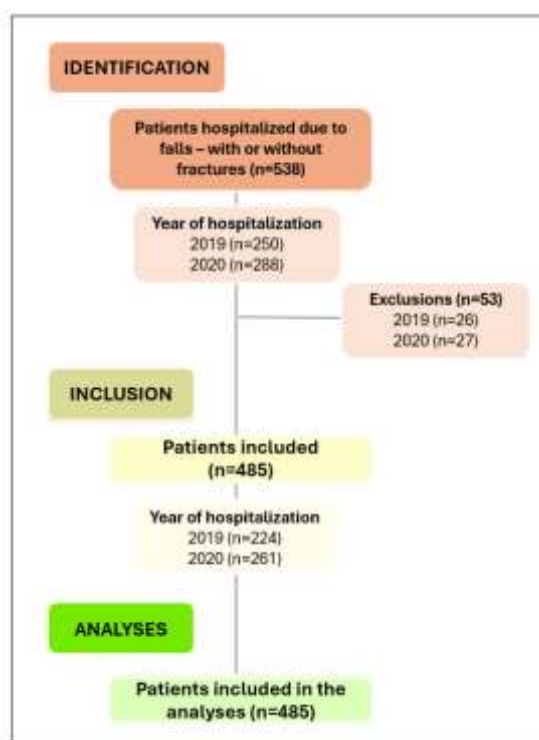 IDENTIFICATION
Patients hospitalized due to
falls – with or without
fractures (n=538)
Year of hospitalization
2019 (n=250)
2020 (n=288)
Exclusions (n=53)
2019 (n=26)
2020 (n=27)
INCLUSION
Patients included
(n=485)
Year of hospitalization
2019 (n=224)
2020 (n=261)
ANALYSES
Patients included in the
analyses (n=485)